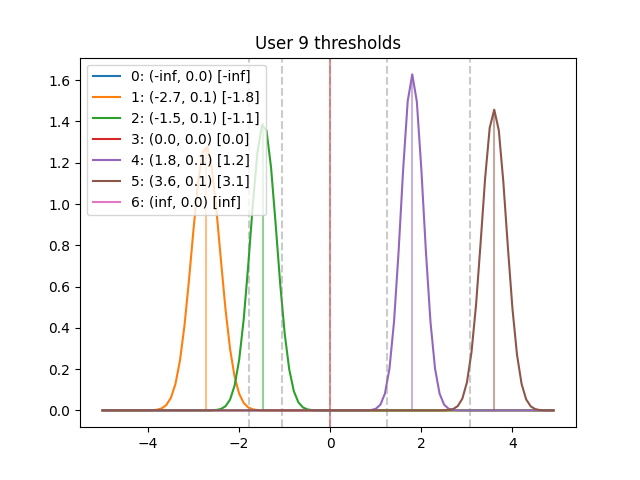 User 9 thresholds
0: (-inf, 0.0) [-inf]
1: (-2.7, 0.1) [-1.8]
2: (-1.5, 0.1) [-1.1]
3: (0.0, 0.0) [0.0]
4: (1.8, 0.1) [1.2]
5: (3.6, 0.1) [3.1]
6: (inf, 0.0) [inf]
1.6
1.4
1.2
1.0
0.8
0.6
0.4
0.2
0.0
−4 −2 0 2 4